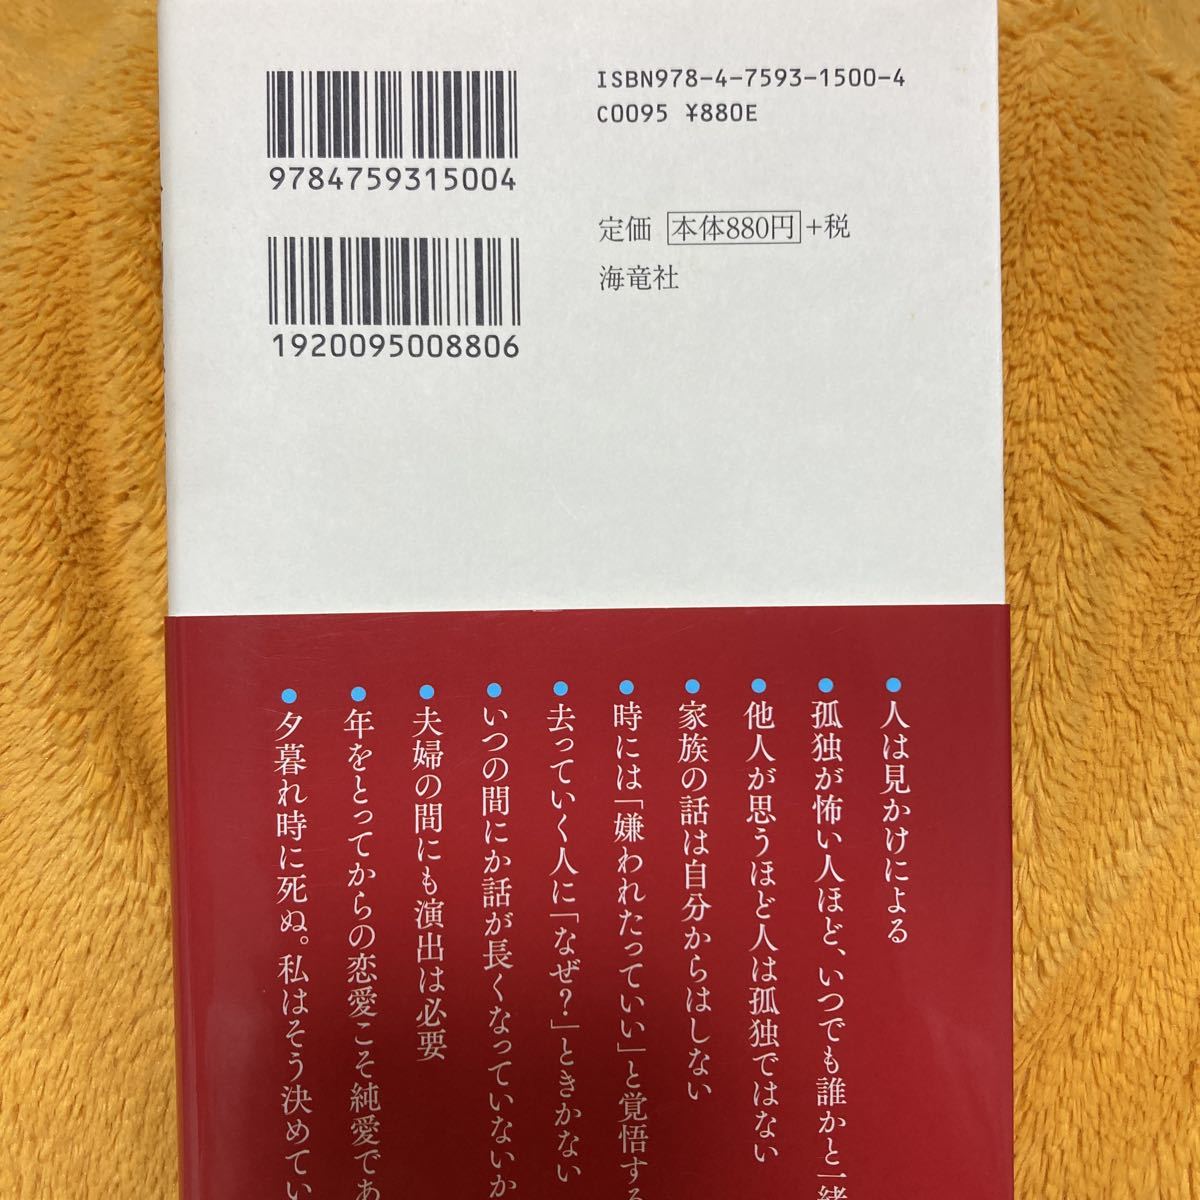 9784759315004
ISBN978-4-7593-1500-4
C0095 ¥880E
定価 本体880円+税
海竜社
1920095008806
●人は見かけによる
●孤独が怖い人ほど、いつでも誰かと一緒
●他人が思うほど人は孤独ではない
●家族の話は自分からはしない
●時には「嫌われたっていい」と覚悟する
●去っていく人に「なぜ?」ときかない
●いつの間にか話が長くなっていないか
●夫婦の間にも演出は必要
●年をとってからの恋愛こそ純愛であ
●夕暮れ時に死ぬ。私はそう決めてい